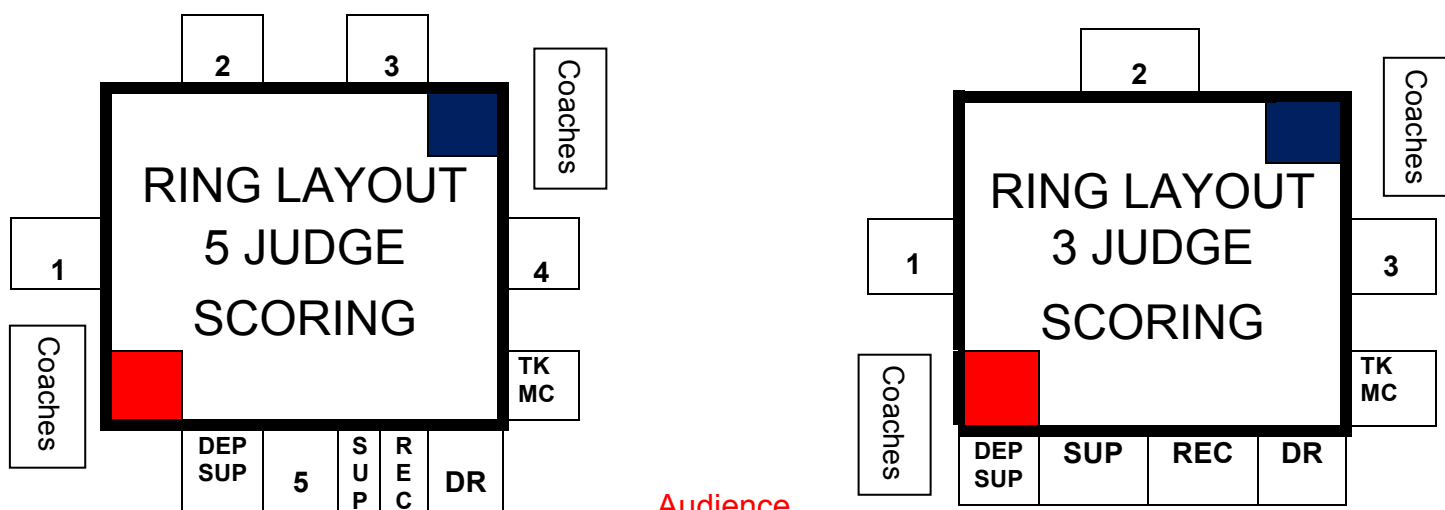 2
3
Coaches
RING LAYOUT
5 JUDGE
SCORING
1
4
Coaches
TK
MC
DEP
SUP
5
S
U
P
R
E
C
DR
2
Coaches
RING LAYOUT
3 JUDGE
SCORING
1
3
Coaches
TK
MC
DEP
SUP
SUP
REC
DR
Audience